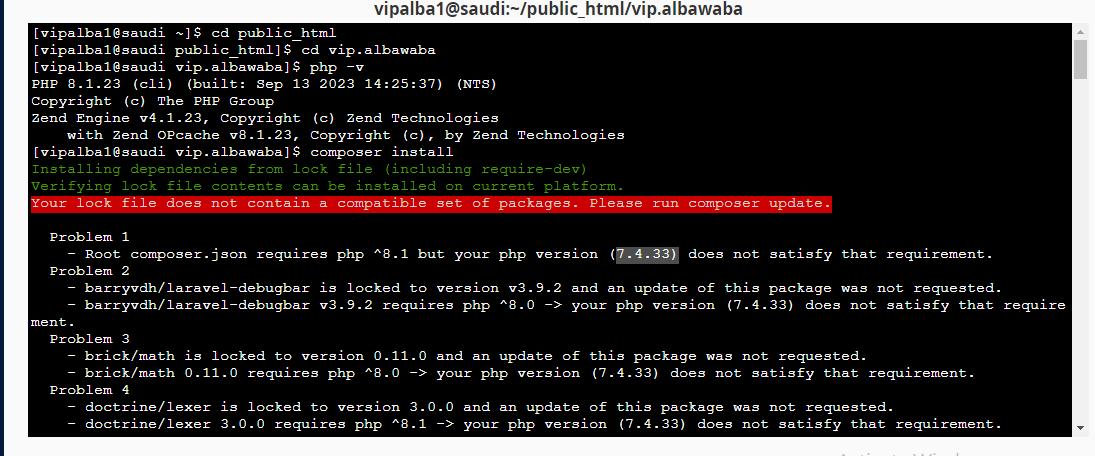 vipalba1@saudi:~/public_html/vip.albawaba
[vipalba1@saudi ~]$ cd public_html
[vipalba1@saudi public_html]$ cd vip.albawaba
[vipalba1@saudi vip.albawaba]$ php -v
PHP 8.1.23 (cli) (built: Sep 13 2023 14:25:37) (NTS)
Copyright (c) The PHP Group
Zend Engine v4.1.23, Copyright (c) Zend Technologies
    with Zend OPcache v8.1.23, Copyright (c), by Zend Technologies
[vipalba1@saudi vip.albawaba]$ composer install
Installing dependencies from lock file (including require-dev)
Verifying lock file contents can be installed on current platform.
Your lock file does not contain a compatible set of packages. Please run composer update.
  Problem 1
    - Root composer.json requires php ^8.1 but your php version (7.4.33) does not satisfy that requirement.
  Problem 2
    - barryvdh/laravel-debugbar is locked to version v3.9.2 and an update of this package was not requested.
    - barryvdh/laravel-debugbar v3.9.2 requires php ^8.0 -> your php version (7.4.33) does not satisfy that require
ment.
  Problem 3
    - brick/math is locked to version 0.11.0 and an update of this package was not requested.
    - brick/math 0.11.0 requires php ^8.0 -> your php version (7.4.33) does not satisfy that requirement.
  Problem 4
    - doctrine/lexer is locked to version 3.0.0 and an update of this package was not requested.
    - doctrine/lexer 3.0.0 requires php ^8.1 -> your php version (7.4.33) does not satisfy that requirement.